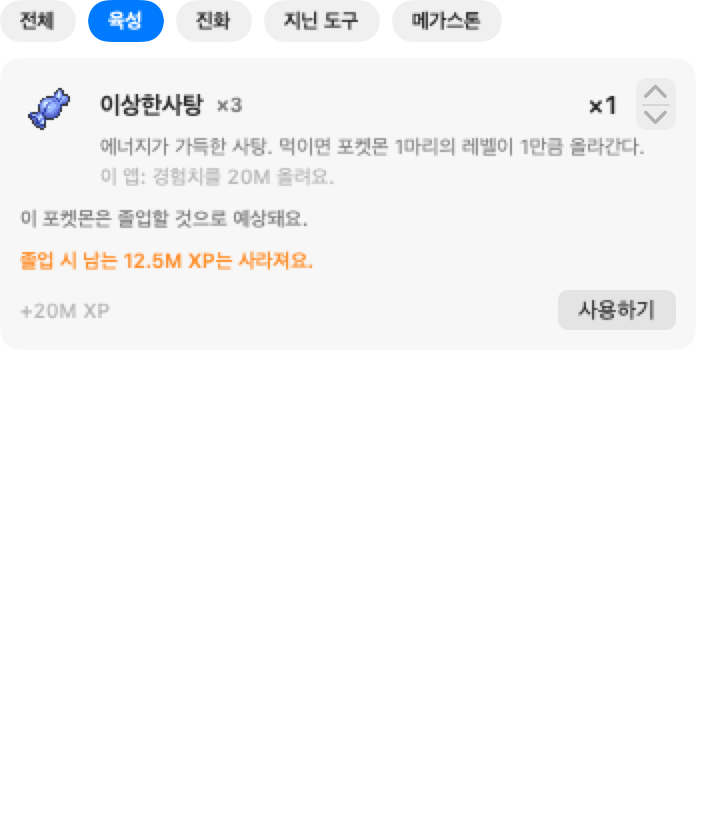 전체 육성 진화 지닌 도구 메가스톤
이상한사탕 ×3 ×1
에너지가 가득한 사탕. 먹이면 포켓몬 1마리의 레벨이 1만큼 올라간다.
이 앱: 경험치를 20M 올려요.
이 포켓몬은 졸업할 것으로 예상돼요.
졸업 시 남는 12.5M XP는 사라져요.
+20M XP 사용하기